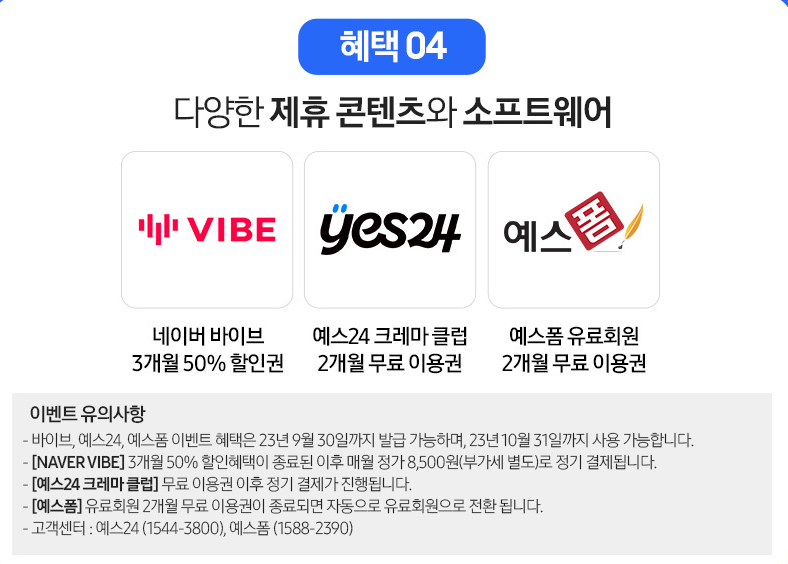 혜택 04
다양한 제휴 콘텐츠와 소프트웨어
VIBE
yes24
예스폼
네이버 바이브
3개월 50% 할인권
예스24 크레마 클럽
2개월 무료 이용권
예스폼 유료회원
2개월 무료 이용권
이벤트 유의사항
- 바이브, 예스24, 예스폼 이벤트 혜택은 23년 9월 30일까지 발급 가능하며, 23년 10월 31일까지 사용 가능합니다.
- [NAVER VIBE] 3개월 50% 할인혜택이 종료된 이후 매월 정가 8,500원(부가세 별도)로 정기 결제됩니다.
- [예스24 크레마 클럽] 무료 이용권 이후 정기 결제가 진행됩니다.
- [예스폼] 유료회원 2개월 무료 이용권이 종료되면 자동으로 유료회원으로 전환 됩니다.
- 고객센터 : 예스24 (1544-3800), 예스폼 (1588-2390)